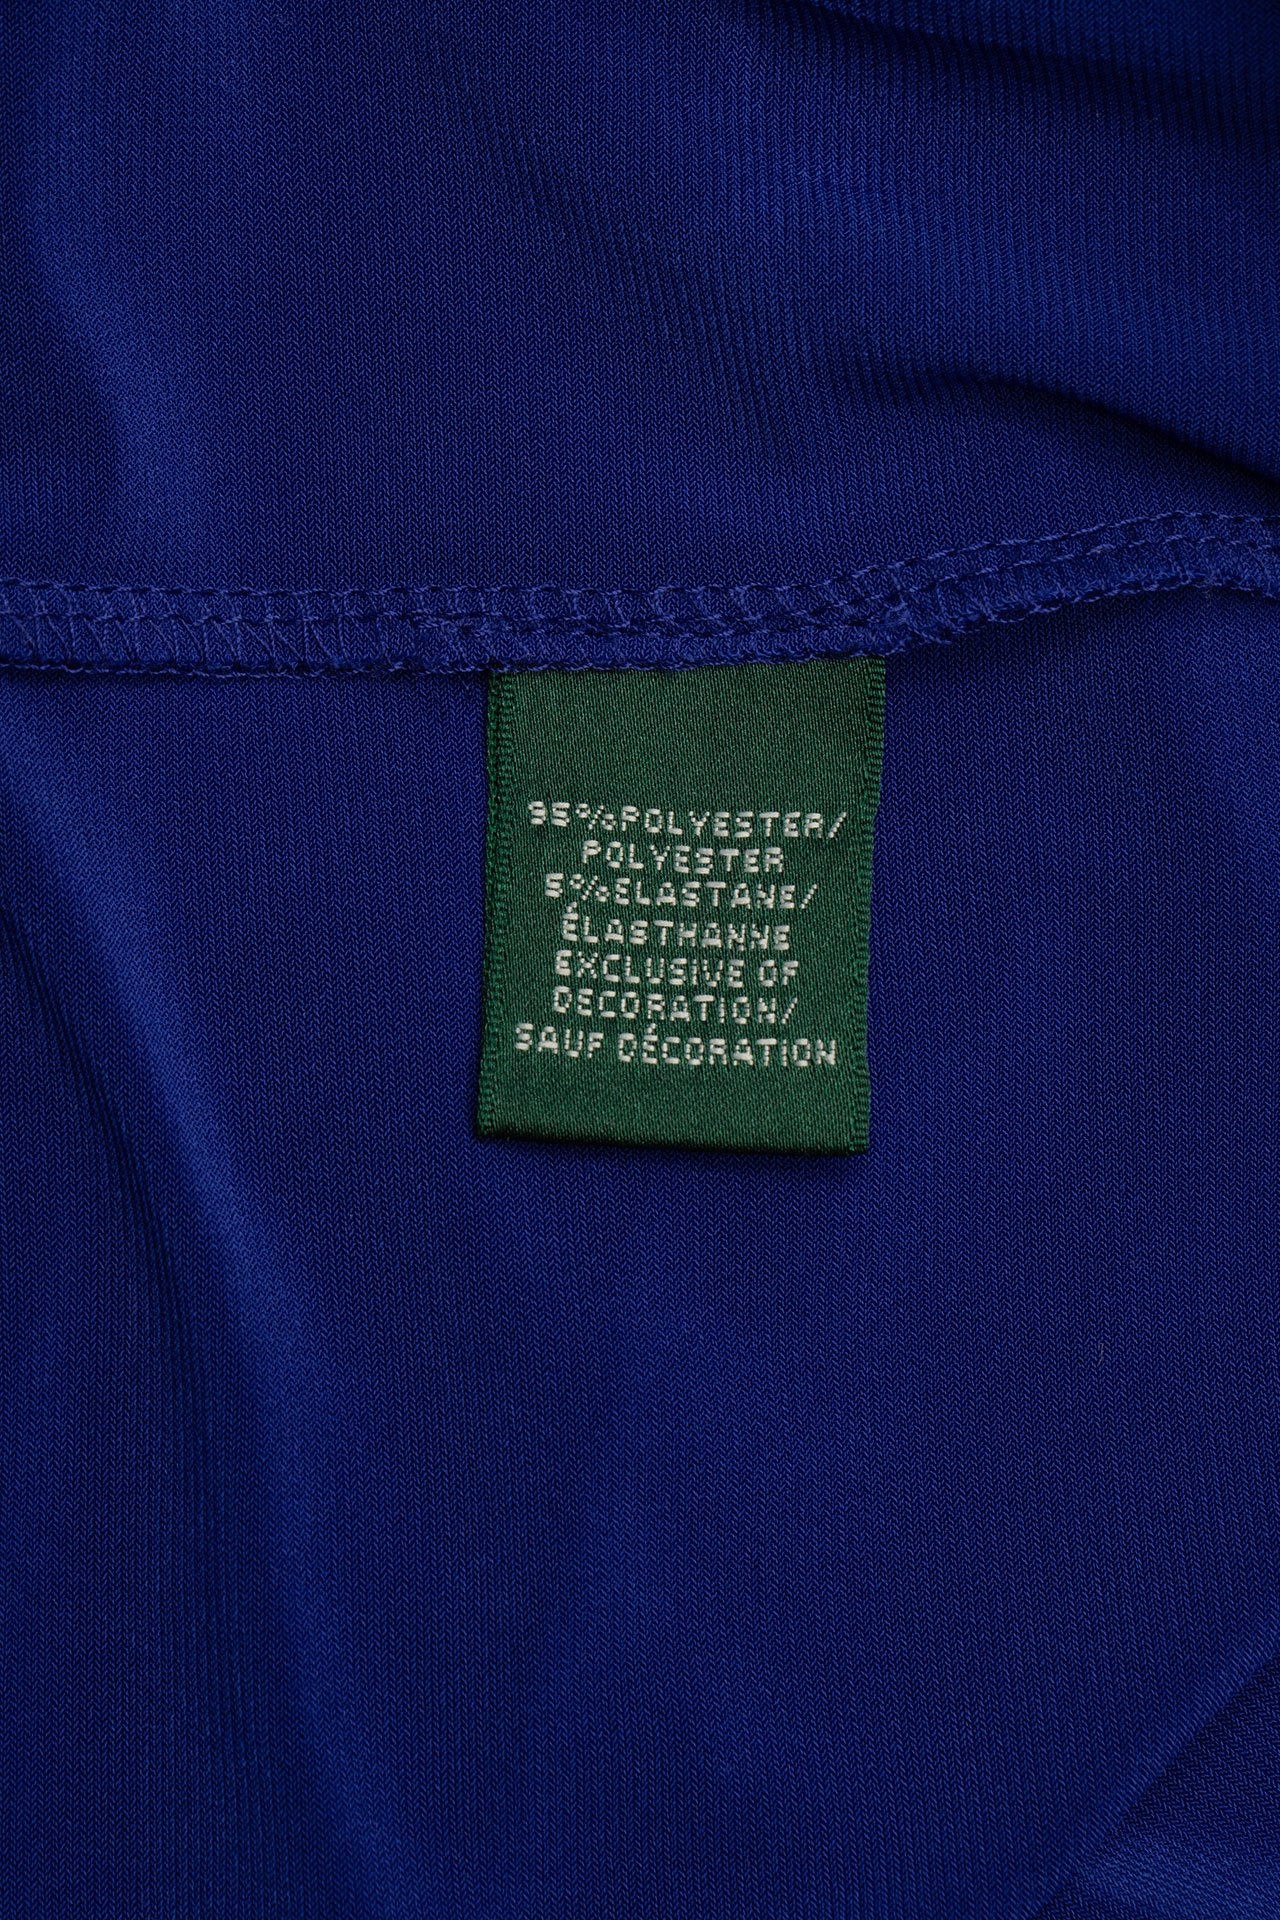 95%POLYESTER/
POLYESTER
5%ELASTANE/
ÉLASTHANNE
EXCLUSIVE OF
DECORATION/
SAUF DÉCORATION